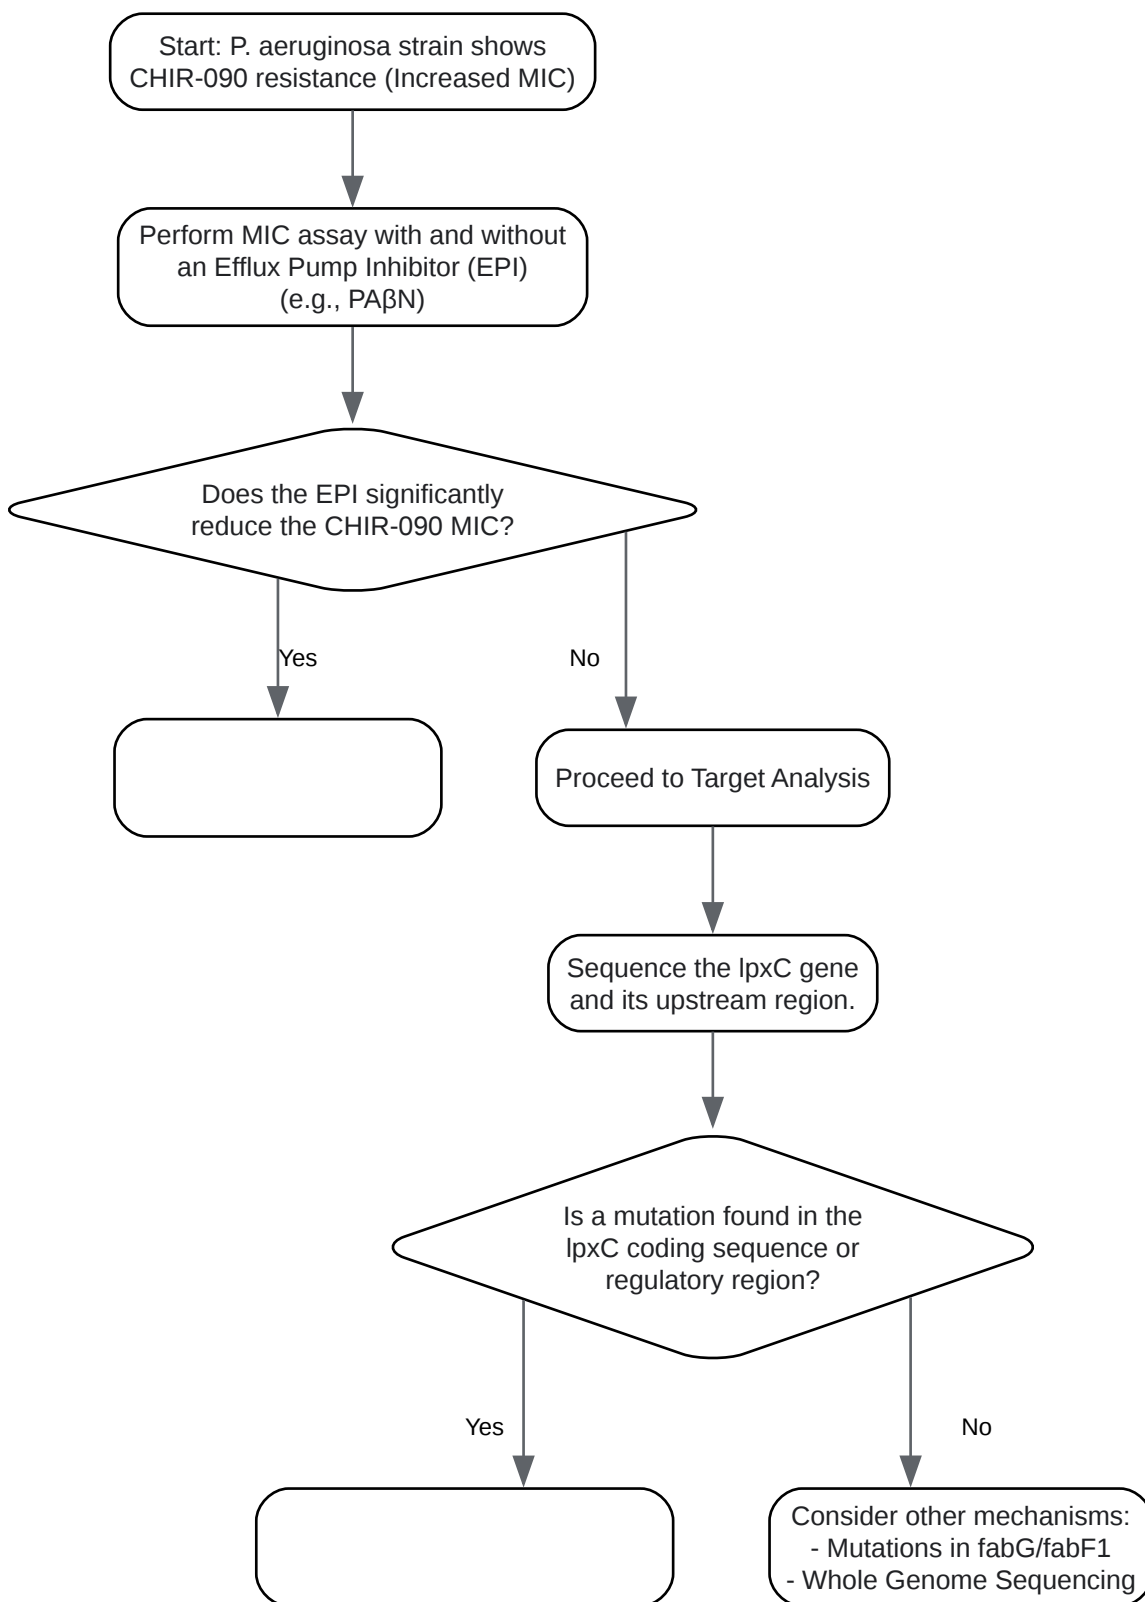 Start: P. aeruginosa strain shows
CHIR-090 resistance (Increased MIC)
Perform MIC assay with and without
an Efflux Pump Inhibitor (EPI)
(e.g., PAβN)
Does the EPI significantly
reduce the CHIR-090 MIC?
Yes
No
Proceed to Target Analysis
Sequence the lpxC gene
and its upstream region.
Is a mutation found in the
lpxC coding sequence or
regulatory region?
Yes
No
Consider other mechanisms:
- Mutations in fabG/fabF1
- Whole Genome Sequencing